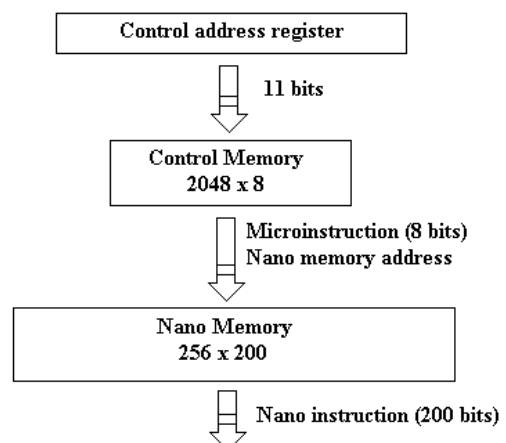 Control address register
11 bits
Control Memory
2048 x 8
Microinstruction (8 bits)
Nano memory address
Nano Memory
256 x 200
Nano instruction (200 bits)